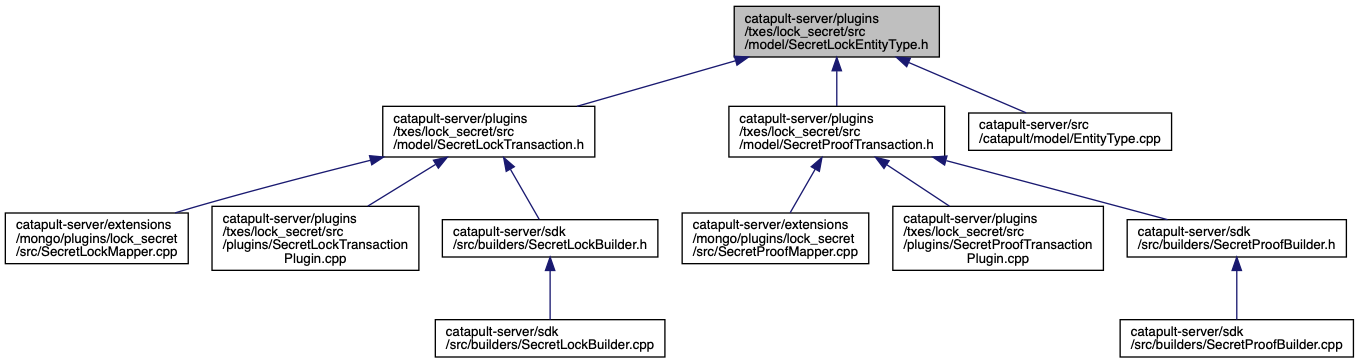 catapult-server/plugins
/txes/lock_secret/src
/model/SecretLockEntityType.h
catapult-server/plugins
/txes/lock_secret/src
/model/SecretLockTransaction.h
catapult-server/plugins
/txes/lock_secret/src
/model/SecretProofTransaction.h
catapult-server/src
/catapult/model/EntityType.cpp
catapult-server/extensions
/mongo/plugins/lock_secret
/src/SecretLockMapper.cpp
catapult-server/plugins
/txes/lock_secret/src
/plugins/SecretLockTransaction
Plugin.cpp
catapult-server/sdk
/src/builders/SecretLockBuilder.h
catapult-server/extensions
/mongo/plugins/lock_secret
/src/SecretProofMapper.cpp
catapult-server/plugins
/txes/lock_secret/src
/plugins/SecretProofTransaction
Plugin.cpp
catapult-server/sdk
/src/builders/SecretProofBuilder.h
catapult-server/sdk
/src/builders/SecretLockBuilder.cpp
catapult-server/sdk
/src/builders/SecretProofBuilder.cpp